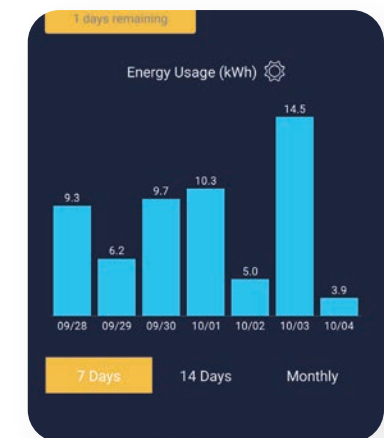 1 days remaining
Energy Usage (kWh)
14.5
10.3
9.7
9.3
6.2
5.0
3.9
09/28 09/29 09/30 10/01 10/02 10/03 10/04
7 Days 14 Days Monthly